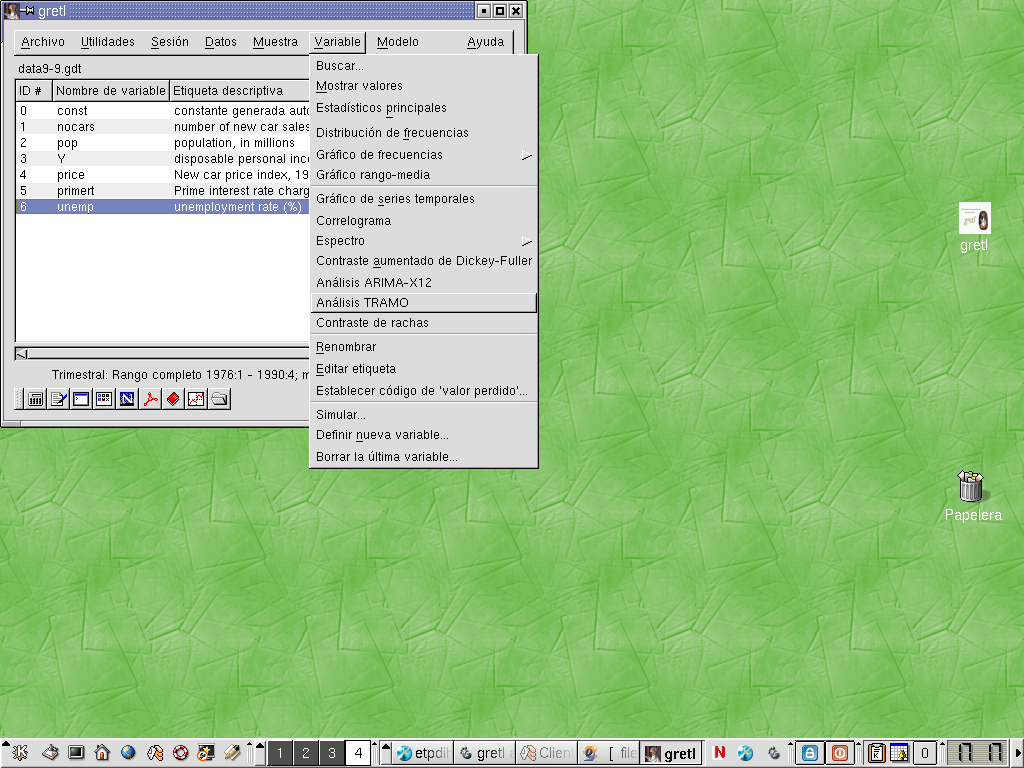 gretl
Archivo Utilidades Sesión Datos Muestra Variable Modelo Ayuda
data9-9.gdt
ID # Nombre de variable Etiqueta descriptiva
0 const constante generada auto
1 nocars number of new car sales
2 pop population, in millions
3 Y disposable personal inc
4 price New car price index, 19
5 primert Prime interest rate charg
6 unemp unemployment rate (%)
Trimestral: Rango completo 1976:1 - 1990:4; m
Buscar...
Mostrar valores
Estadísticos principales
Distribución de frecuencias
Gráfico de frecuencias
Gráfico rango-media
Gráfico de series temporales
Correlograma
Espectro
Contraste aumentado de Dickey-Fuller
Análisis ARIMA-X12
Análisis TRAMO
Contraste de rachas
Renombrar
Editar etiqueta
Establecer código de 'valor perdido'...
Simular...
Definir nueva variable...
Borrar la última variable...
gretl
Papelera
1 2 3 4 etpdib gretl Client [ file gretl N 0